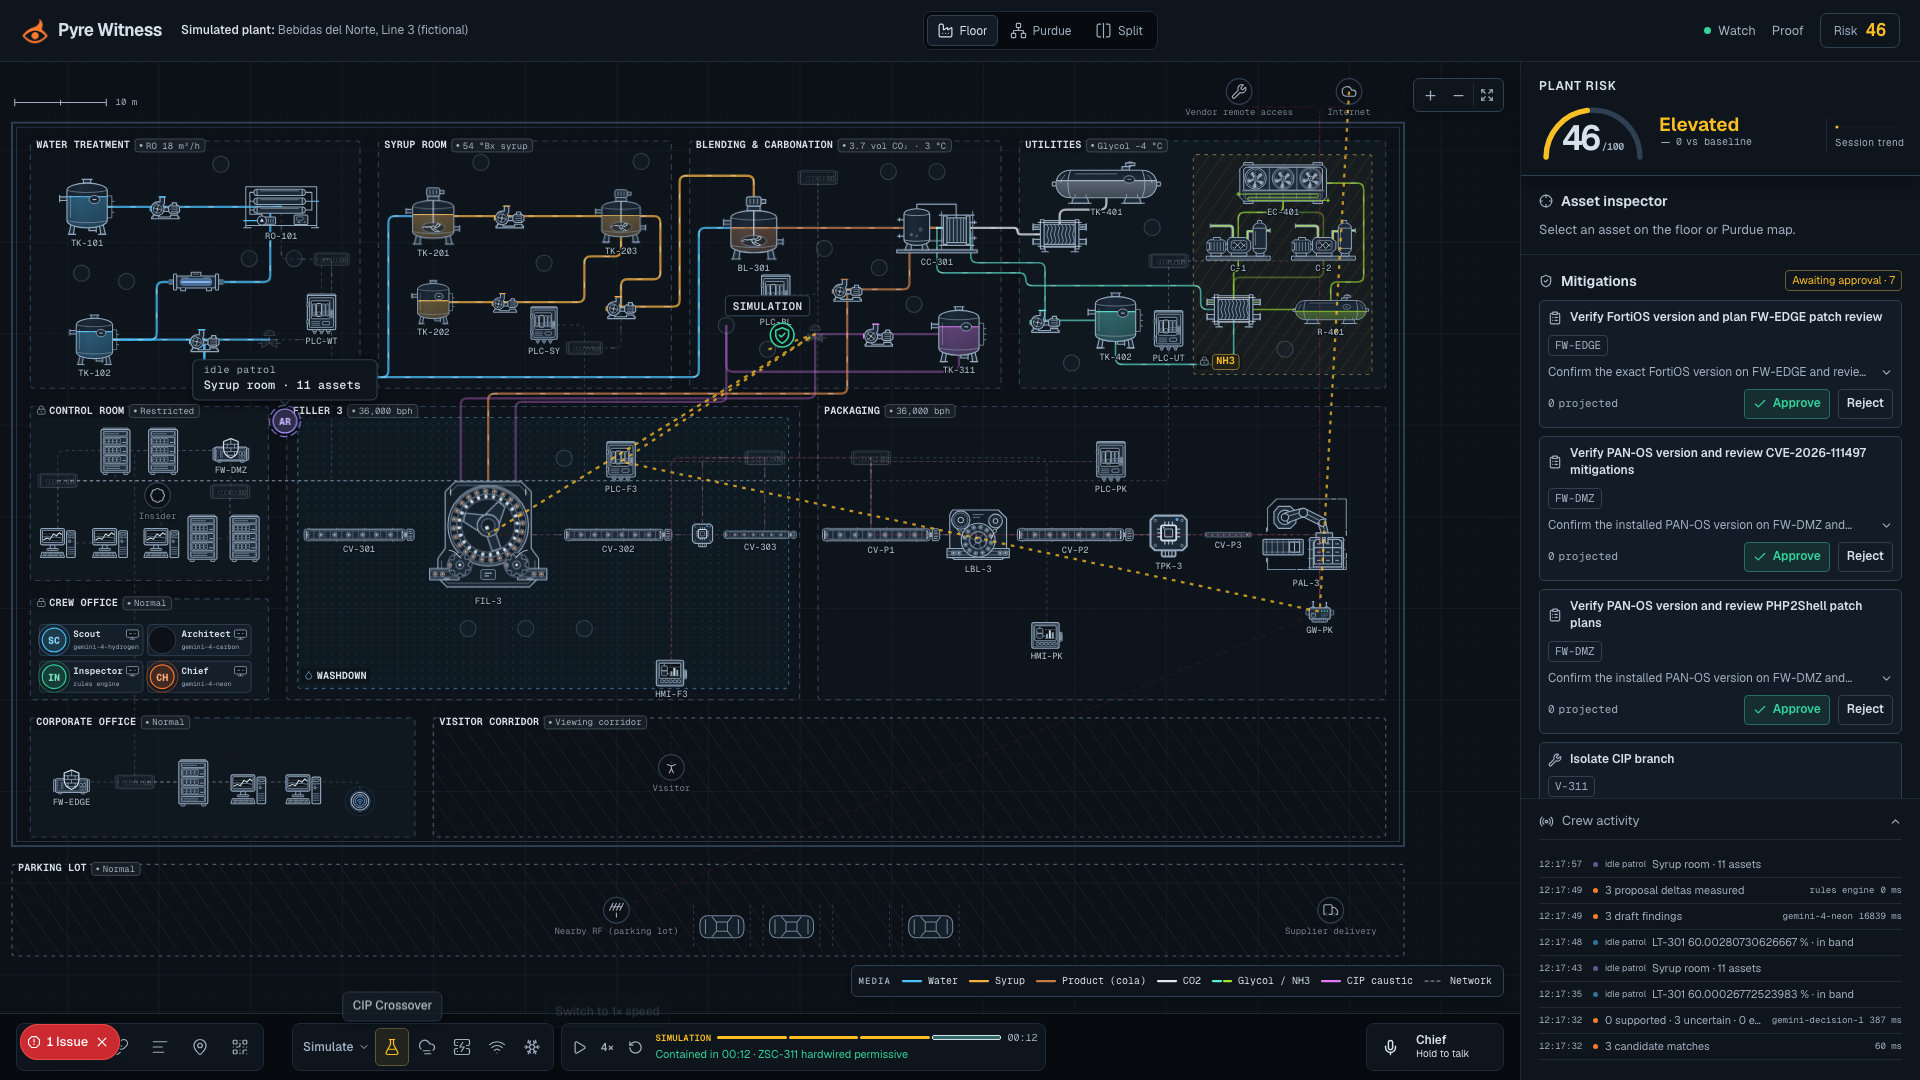 Pyre Witness
Simulated plant: Bebidas del Norte, Line 3 (fictional)
Floor
Purdue
Split
Watch
Proof
Risk 46
10 m
Vendor remote access
Internet
WATER TREATMENT
• RO 18 m³/h
SYRUP ROOM
• 54 °Bx syrup
BLENDING & CARBONATION
• 3.7 vol CO₂ · 3 °C
UTILITIES
• Glycol −4 °C
TK-101
RO-101
TK-201
TK-203
BL-301
CC-301
TK-401
EC-401
C-1
C-2
TK-202
PLC-WT
PLC-SY
SIMULATION
TK-102
TK-311
TK-402
PLC-UT
NH3
R-401
idle patrol
Syrup room · 11 assets
AR
CONTROL ROOM
• Restricted
FILLER 3
• 36,000 bph
PACKAGING
• 36,000 bph
FW-DMZ
Insider
PLC-F3
PLC-PK
CV-301
CV-302
CV-303
CV-P1
LBL-3
CV-P2
TPK-3
CV-P3
PAL-3
FIL-3
GW-PK
HMI-PK
HMI-F3
WASHDOWN
CREW OFFICE
• Normal
SC
Scout
gemini-4-hydrogen
Architect
gemini-4-carbon
IN
Inspector
rules engine
CH
Chief
gemini-4-neon
CORPORATE OFFICE
• Normal
VISITOR CORRIDOR
• Viewing corridor
FW-EDGE
Visitor
PARKING LOT
• Normal
Nearby RF (parking lot)
Supplier delivery
MEDIA
Water
Syrup
Product (cola)
CO2
Glycol / NH3
CIP caustic
Network
CIP Crossover
Switch to 1× speed
1 Issue
Simulate
4×
SIMULATION
00:12
Contained in 00:12 · ZSC-311 hardwired permissive
Chief
Hold to talk
PLANT RISK
46/100
Elevated
— 0 vs baseline
Session trend
Asset inspector
Select an asset on the floor or Purdue map.
Mitigations
Awaiting approval · 7
Verify FortiOS version and plan FW-EDGE patch review
FW-EDGE
Confirm the exact FortiOS version on FW-EDGE and revie...
0 projected
Approve
Reject
Verify PAN-OS version and review CVE-2026-111497
mitigations
FW-DMZ
Confirm the installed PAN-OS version on FW-DMZ and...
0 projected
Approve
Reject
Verify PAN-OS version and review PHP2Shell patch
plans
FW-DMZ
Confirm the installed PAN-OS version on FW-DMZ and...
0 projected
Approve
Reject
Isolate CIP branch
V-311
Crew activity
12:17:57 idle patrol Syrup room · 11 assets
12:17:49 3 proposal deltas measured rules engine 0 ms
12:17:49 3 draft findings gemini-4-neon 16839 ms
12:17:48 idle patrol LT-301 60.00280730626667 % · in band
12:17:43 idle patrol Syrup room · 11 assets
12:17:35 idle patrol LT-301 60.00026772523983 % · in band
12:17:32 0 supported · 3 uncertain · 0 e... gemini-decision-1 387 ms
12:17:32 3 candidate matches 60 ms